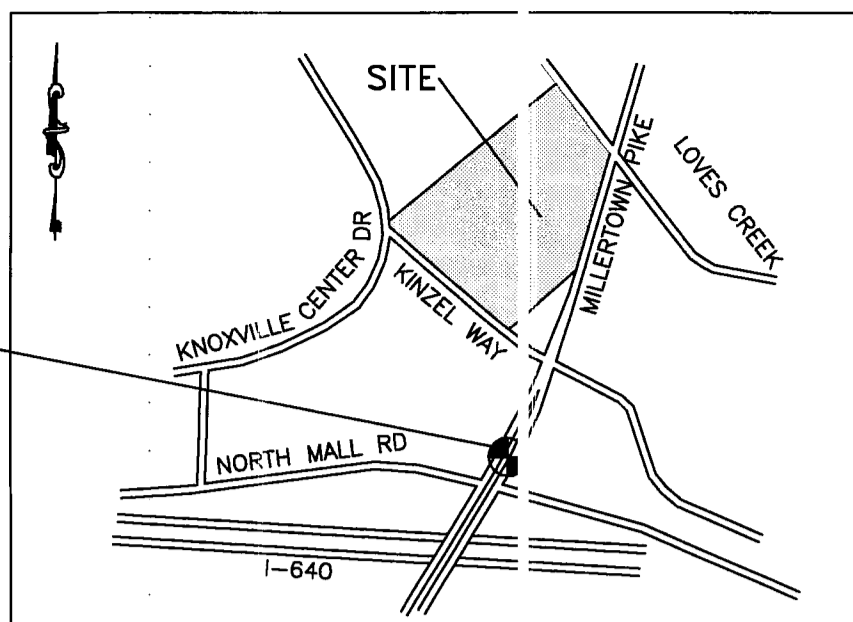 SITE
LOVES CREEK
MILLERTOWN PIKE
KNOXVILLE CENTER DR
KINZEL WAY
NORTH MALL RD
I-640